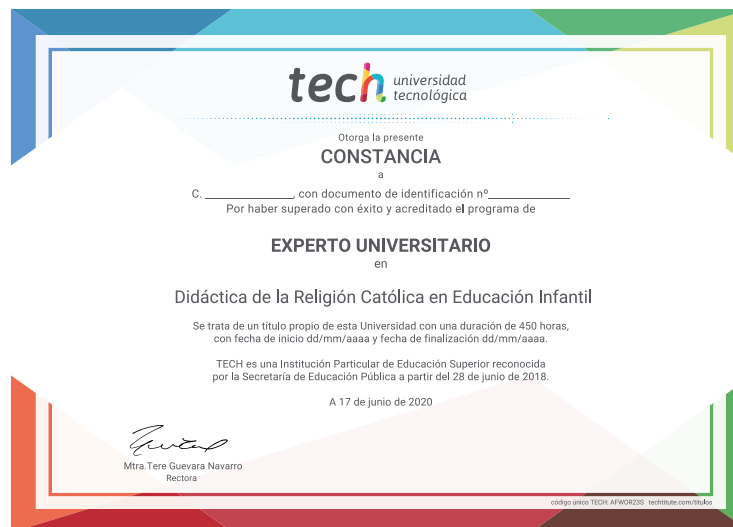 tech universidad
tecnológica
Otorga la presente
CONSTANCIA
a
C. ______________, con documento de identificación nº_____________
Por haber superado con éxito y acreditado el programa de
EXPERTO UNIVERSITARIO
en
Didáctica de la Religión Católica en Educación Infantil
Se trata de un título propio de esta Universidad con una duración de 450 horas,
con fecha de inicio dd/mm/aaaa y fecha de finalización dd/mm/aaaa.
TECH es una Institución Particular de Educación Superior reconocida
por la Secretaría de Educación Pública a partir del 28 de junio de 2018.
A 17 de junio de 2020
Mtra.Tere Guevara Navarro
Rectora
código único TECH: AFWOR23S techtitute.com/titulos